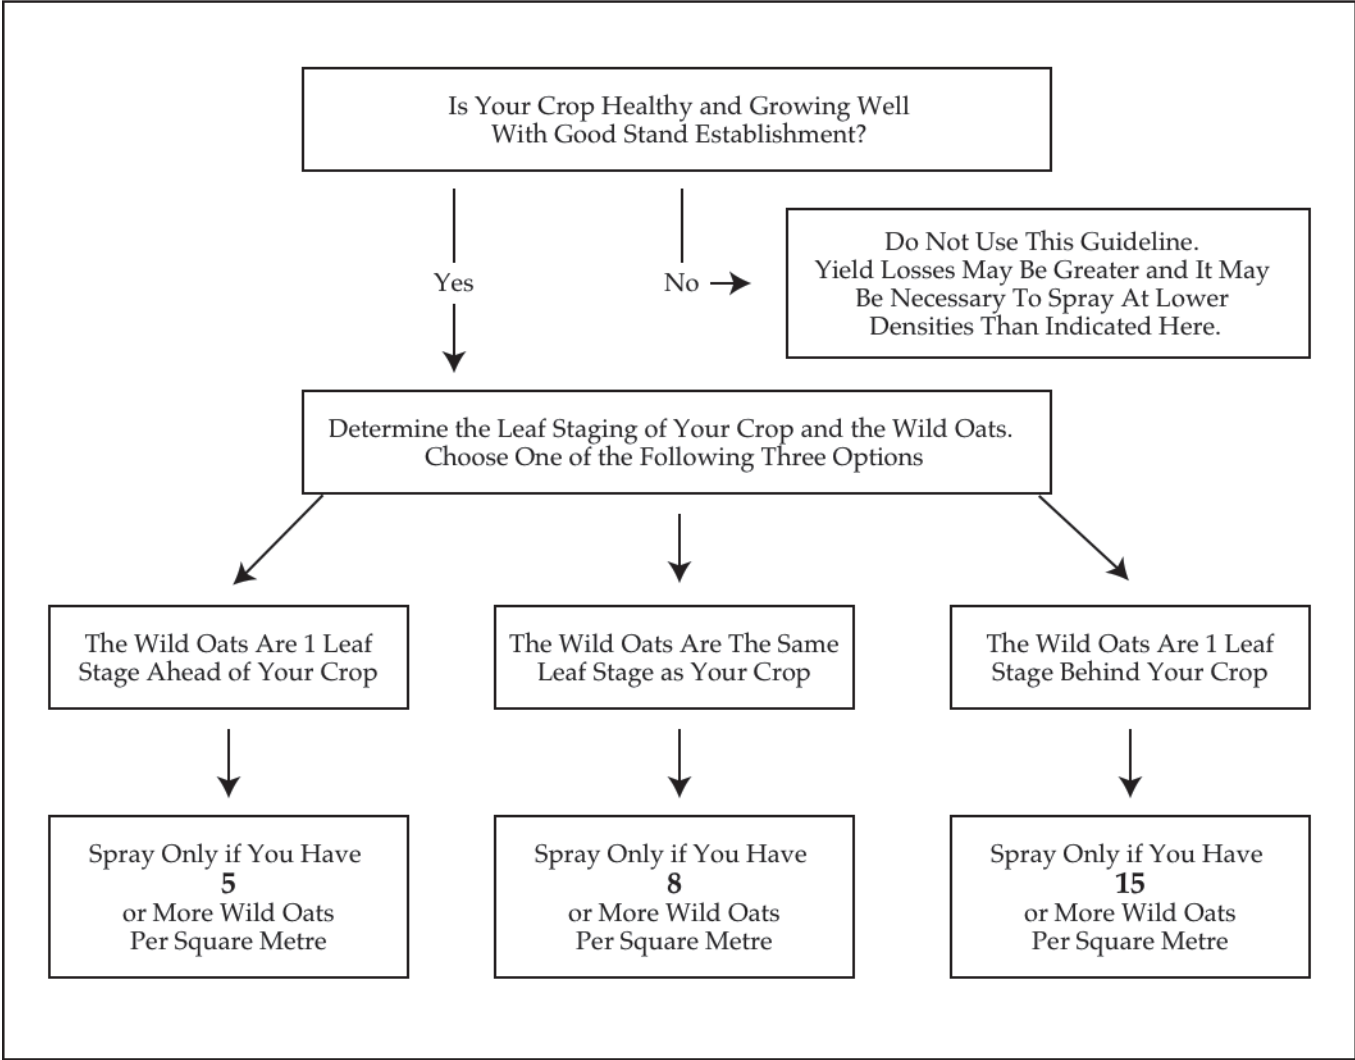 Is Your Crop Healthy and Growing Well
With Good Stand Establishment?
Yes
No
Do Not Use This Guideline.
Yield Losses May Be Greater and It May
Be Necessary To Spray At Lower
Densities Than Indicated Here.
Determine the Leaf Staging of Your Crop and the Wild Oats.
Choose One of the Following Three Options
The Wild Oats Are 1 Leaf
Stage Ahead of Your Crop
The Wild Oats Are The Same
Leaf Stage as Your Crop
The Wild Oats Are 1 Leaf
Stage Behind Your Crop
Spray Only if You Have
5
or More Wild Oats
Per Square Metre
Spray Only if You Have
8
or More Wild Oats
Per Square Metre
Spray Only if You Have
15
or More Wild Oats
Per Square Metre